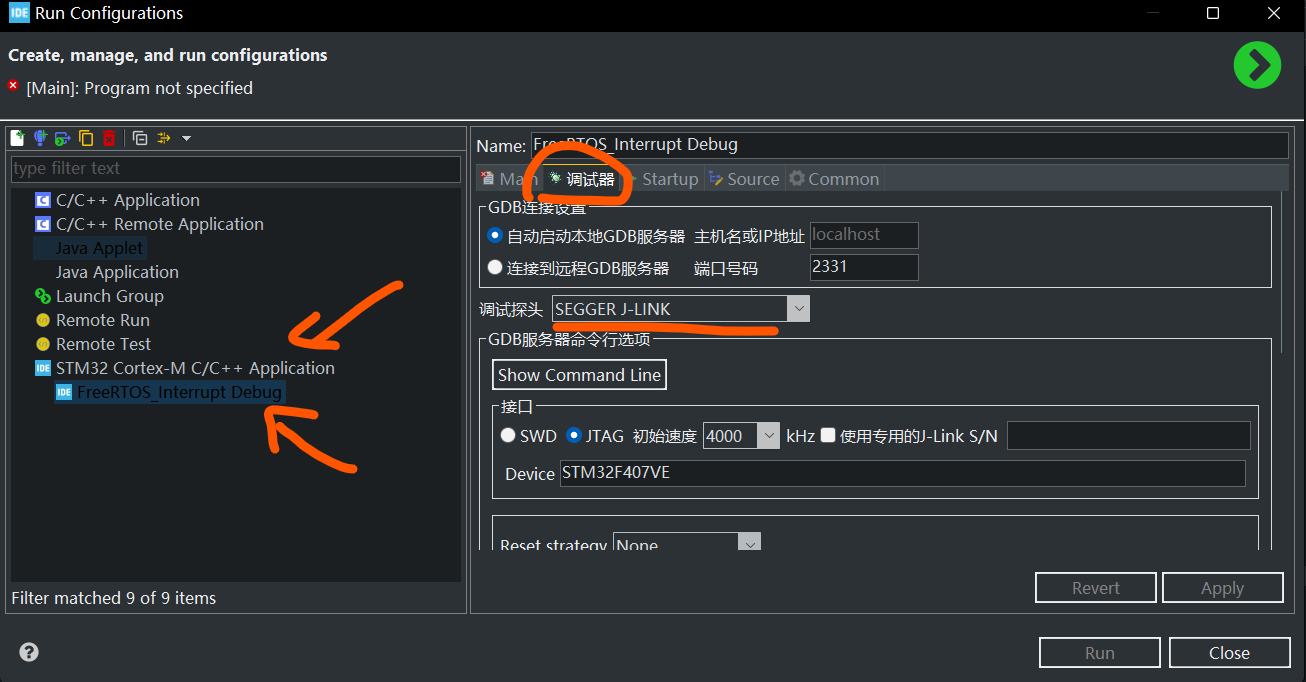 IDE Run Configurations
Create, manage, and run configurations
[Main]: Program not specified
type filter text
C/C++ Application
C/C++ Remote Application
Java Applet
Java Application
Launch Group
Remote Run
Remote Test
IDE STM32 Cortex-M C/C++ Application
IDE FreeRTOS_Interrupt Debug
Filter matched 9 of 9 items
Name: FreeRTOS_Interrupt Debug
Main 调试器 Startup Source Common
GDB连接设置
自动启动本地GDB服务器 主机名或IP地址 localhost
连接到远程GDB服务器 端口号码 2331
调试探头 SEGGER J-LINK
GDB服务器命令行选项
Show Command Line
接口
SWD JTAG 初始速度 4000 kHz 使用专用的J-Link S/N
Device STM32F407VE
Reset strategy None
Revert Apply
Run Close